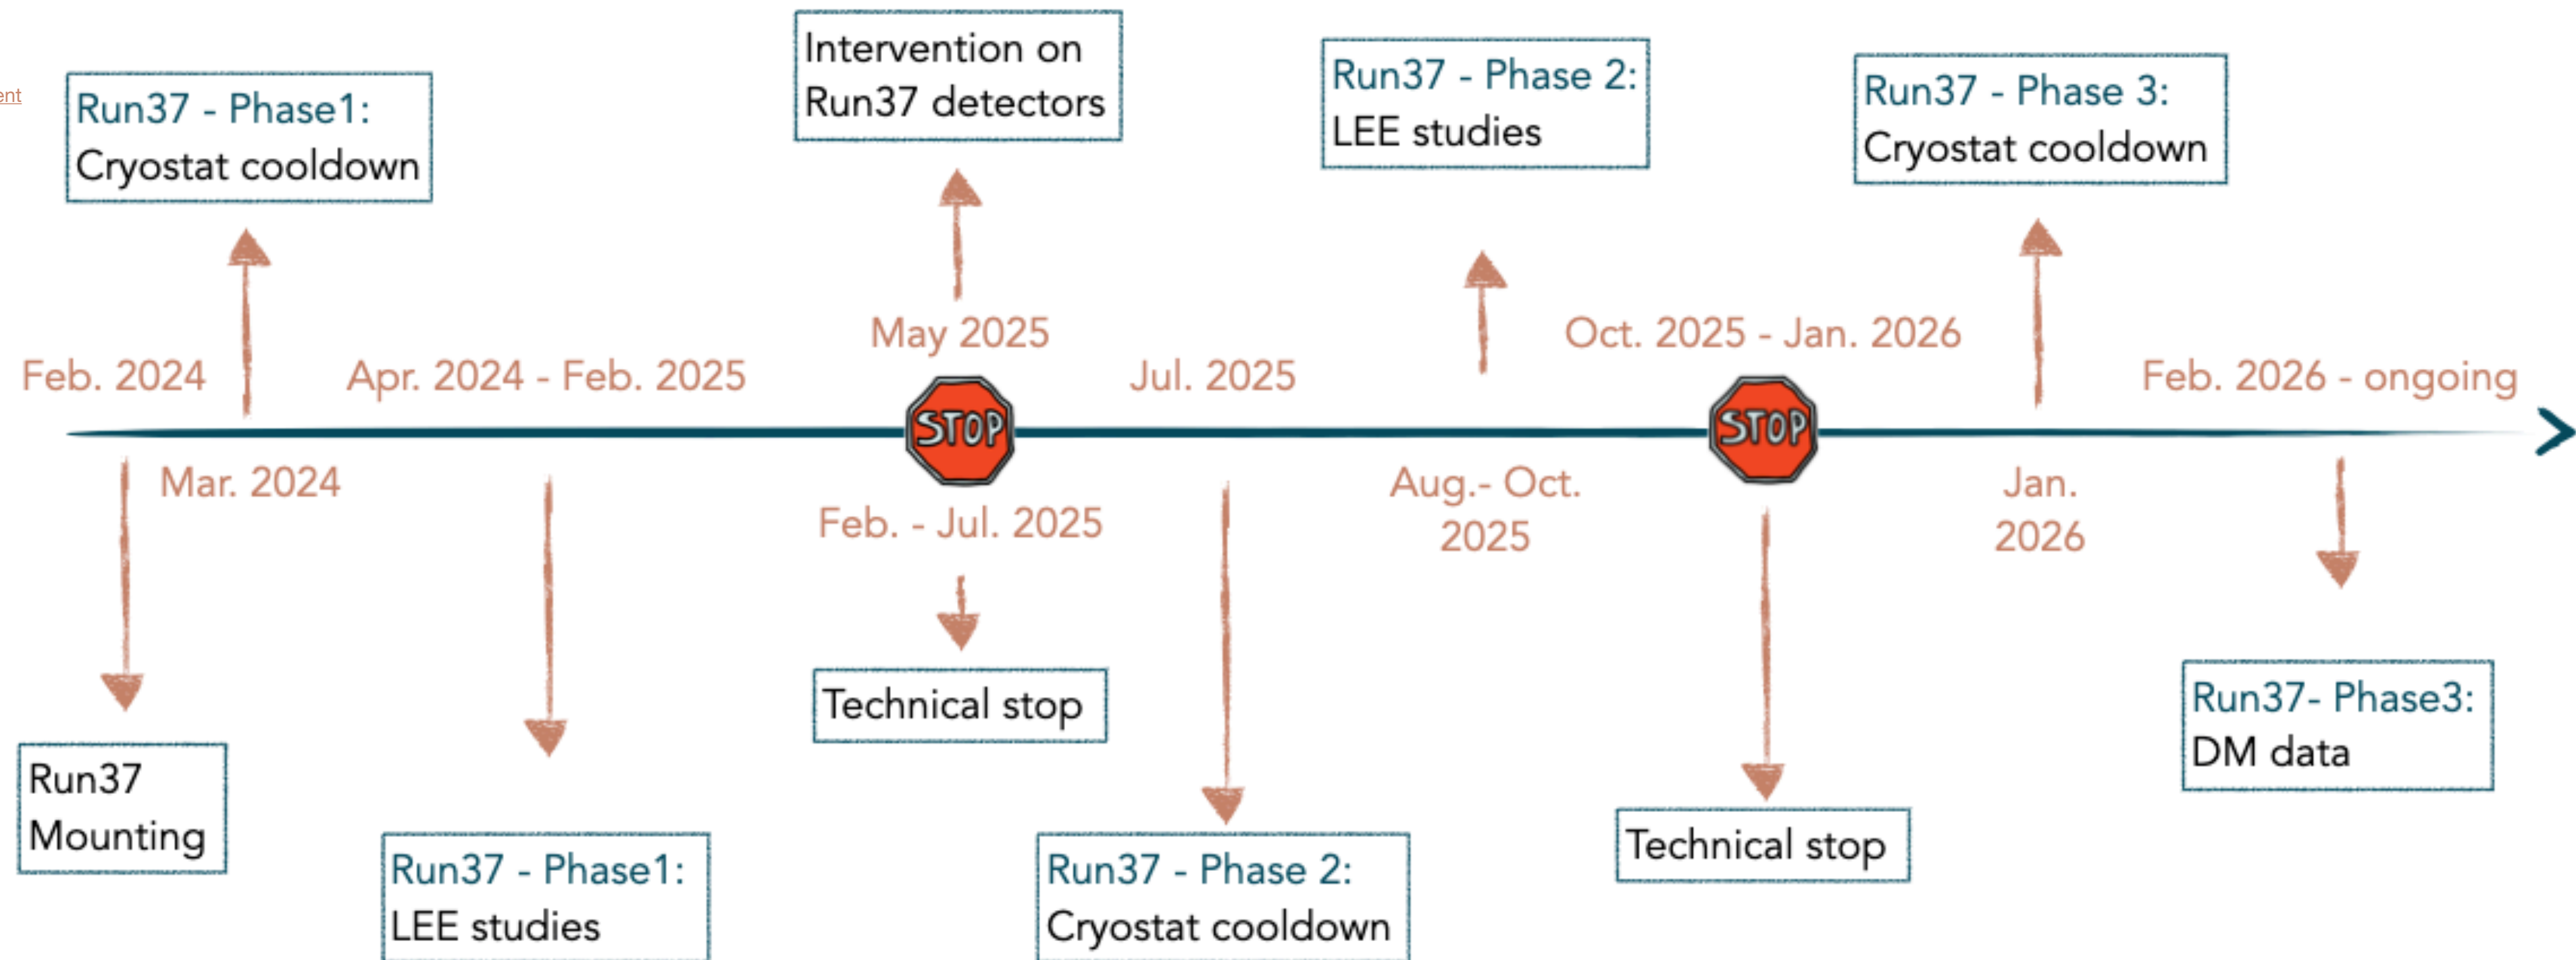 ent
Run37 - Phase1:
Cryostat cooldown
Intervention on
Run37 detectors
Run37 - Phase 2:
LEE studies
Run37 - Phase 3:
Cryostat cooldown
Feb. 2024
Apr. 2024 - Feb. 2025
May 2025
Jul. 2025
Oct. 2025 - Jan. 2026
Feb. 2026 - ongoing
STOP
STOP
Mar. 2024
Feb. - Jul. 2025
Aug.- Oct.
2025
Jan.
2026
Run37
Mounting
Run37 - Phase1:
LEE studies
Technical stop
Run37 - Phase 2:
Cryostat cooldown
Technical stop
Run37- Phase3:
DM data